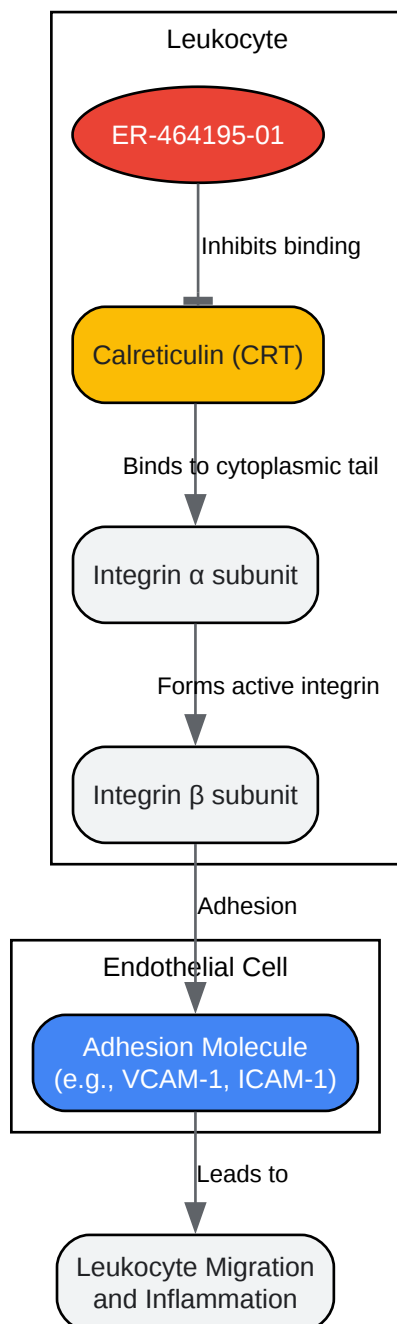 Leukocyte
ER-464195-01
Inhibits binding
Calreticulin (CRT)
Binds to cytoplasmic tail
Integrin α subunit
Forms active integrin
Integrin β subunit
Adhesion
Endothelial Cell
Adhesion Molecule
(e.g., VCAM-1, ICAM-1)
Leads to
Leukocyte Migration
and Inflammation